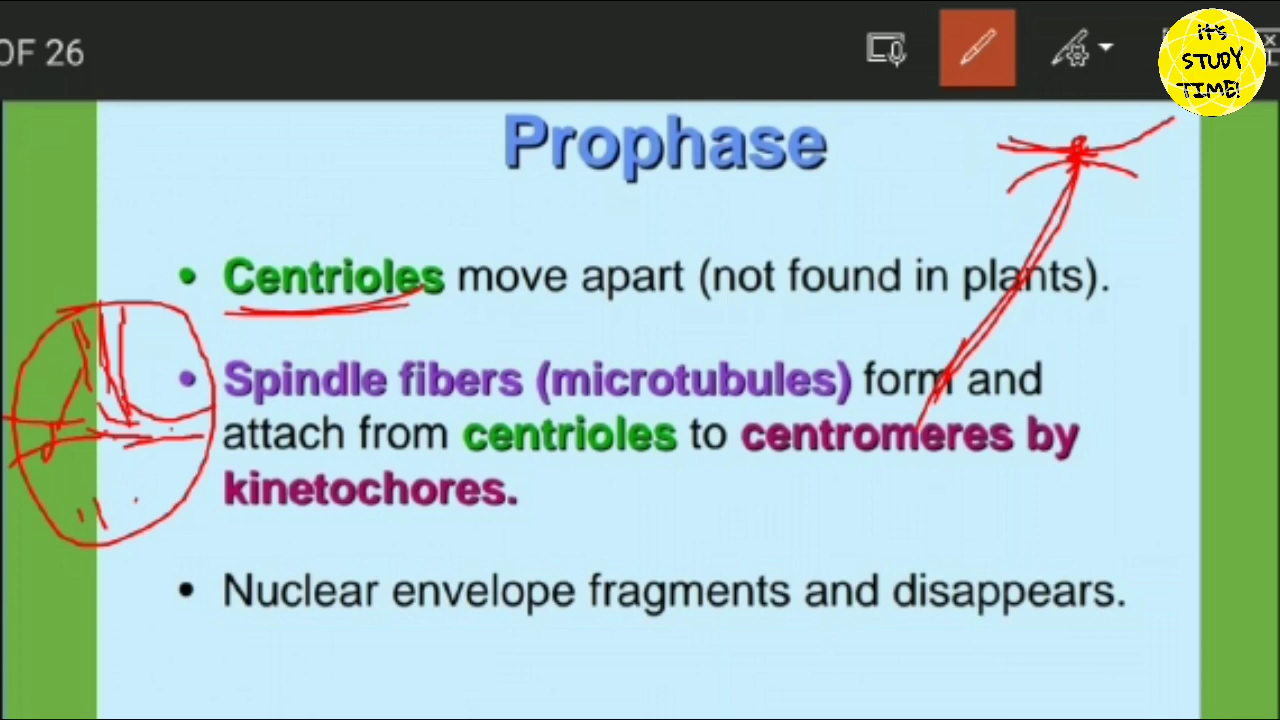 OF 26
it's
STUDY
TIME!
Prophase
• Centrioles move apart (not found in plants).
• Spindle fibers (microtubules) form and
attach from centrioles to centromeres by
kinetochores.
• Nuclear envelope fragments and disappears.